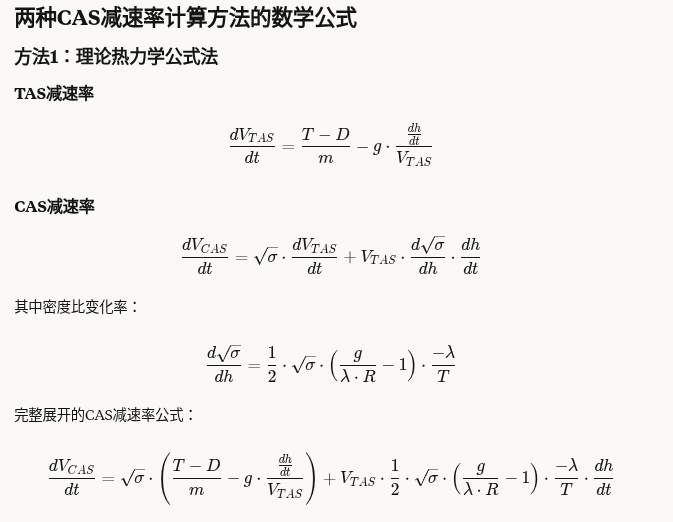 两种CAS减速率计算方法的数学公式
方法1：理论热力学公式法
TAS减速率
\frac{dV_{TAS}}{dt} = \frac{T - D}{m} - g \cdot \frac{\frac{dh}{dt}}{V_{TAS}}
CAS减速率
\frac{dV_{CAS}}{dt} = \sqrt{\sigma} \cdot \frac{dV_{TAS}}{dt} + V_{TAS} \cdot \frac{d\sqrt{\sigma}}{dh} \cdot \frac{dh}{dt}
其中密度比变化率：
\frac{d\sqrt{\sigma}}{dh} = \frac{1}{2} \cdot \sqrt{\sigma} \cdot \left( \frac{g}{\lambda \cdot R} - 1 \right) \cdot \frac{-\lambda}{T}
完整展开的CAS减速率公式：
\frac{dV_{CAS}}{dt} = \sqrt{\sigma} \cdot \left( \frac{T - D}{m} - g \cdot \frac{\frac{dh}{dt}}{V_{TAS}} \right) + V_{TAS} \cdot \frac{1}{2} \cdot \sqrt{\sigma} \cdot \left( \frac{g}{\lambda \cdot R} - 1 \right) \cdot \frac{-\lambda}{T} \cdot \frac{dh}{dt}